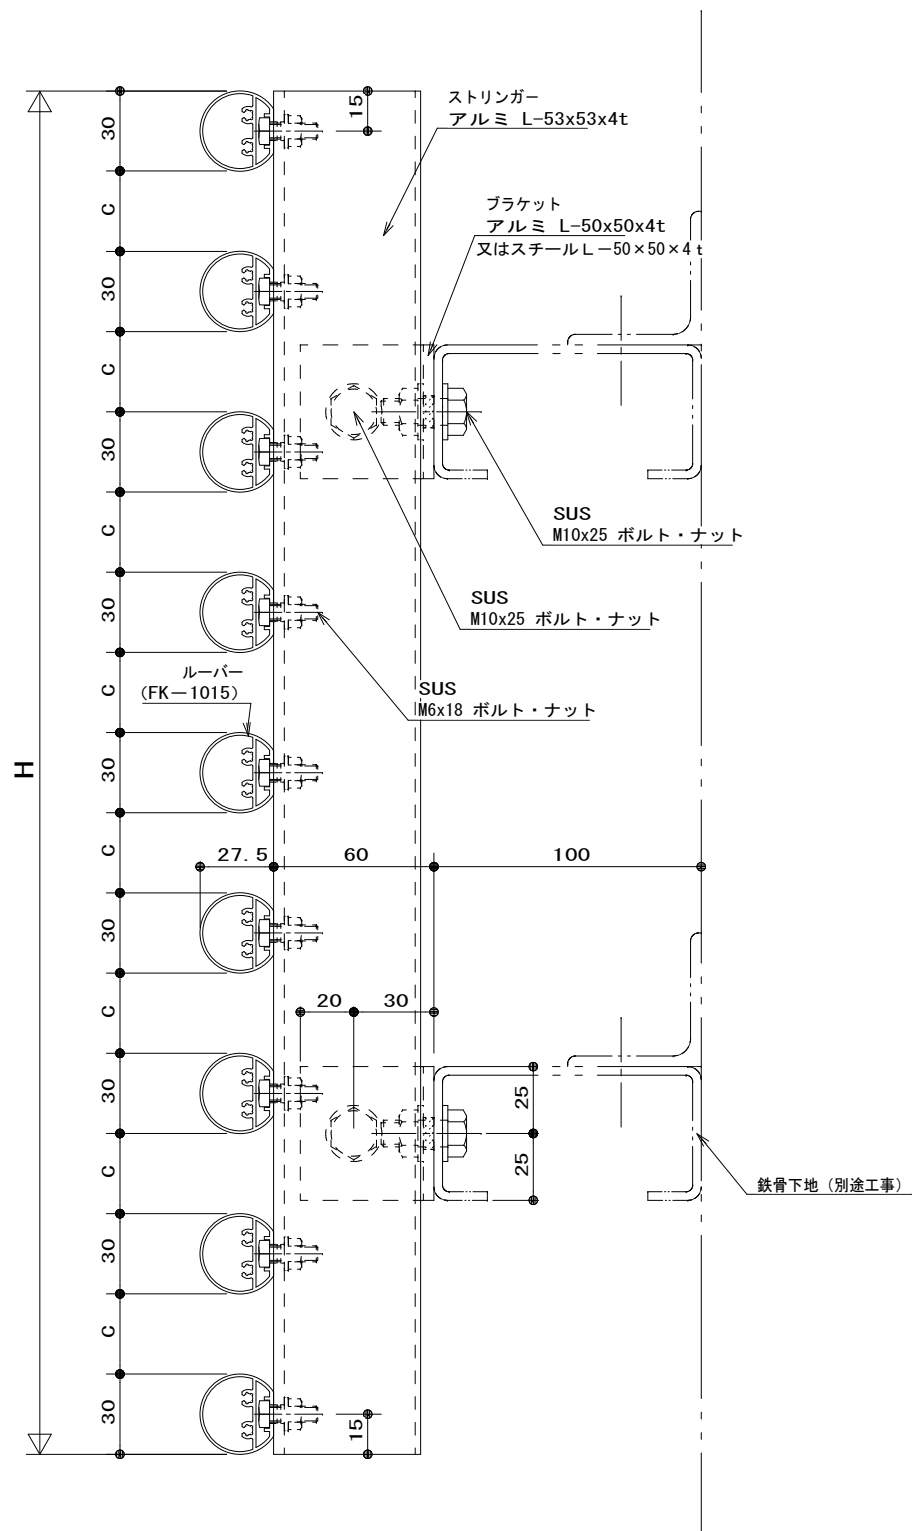 15
ストリンガー
アルミ L-53x53x4t
30
C
ブラケット
アルミ L-50x50x4t
又はスチールL－50×50×4t
30
C
30
SUS
M10x25 ボルト・ナット
C
SUS
M10x25 ボルト・ナット
30
C
ルーバー
(FK－1015)
SUS
M6x18 ボルト・ナット
H
30
C
27.5
60
100
30
C
20
30
30
25
C
25
鉄骨下地（別途工事）
30
C
30
15